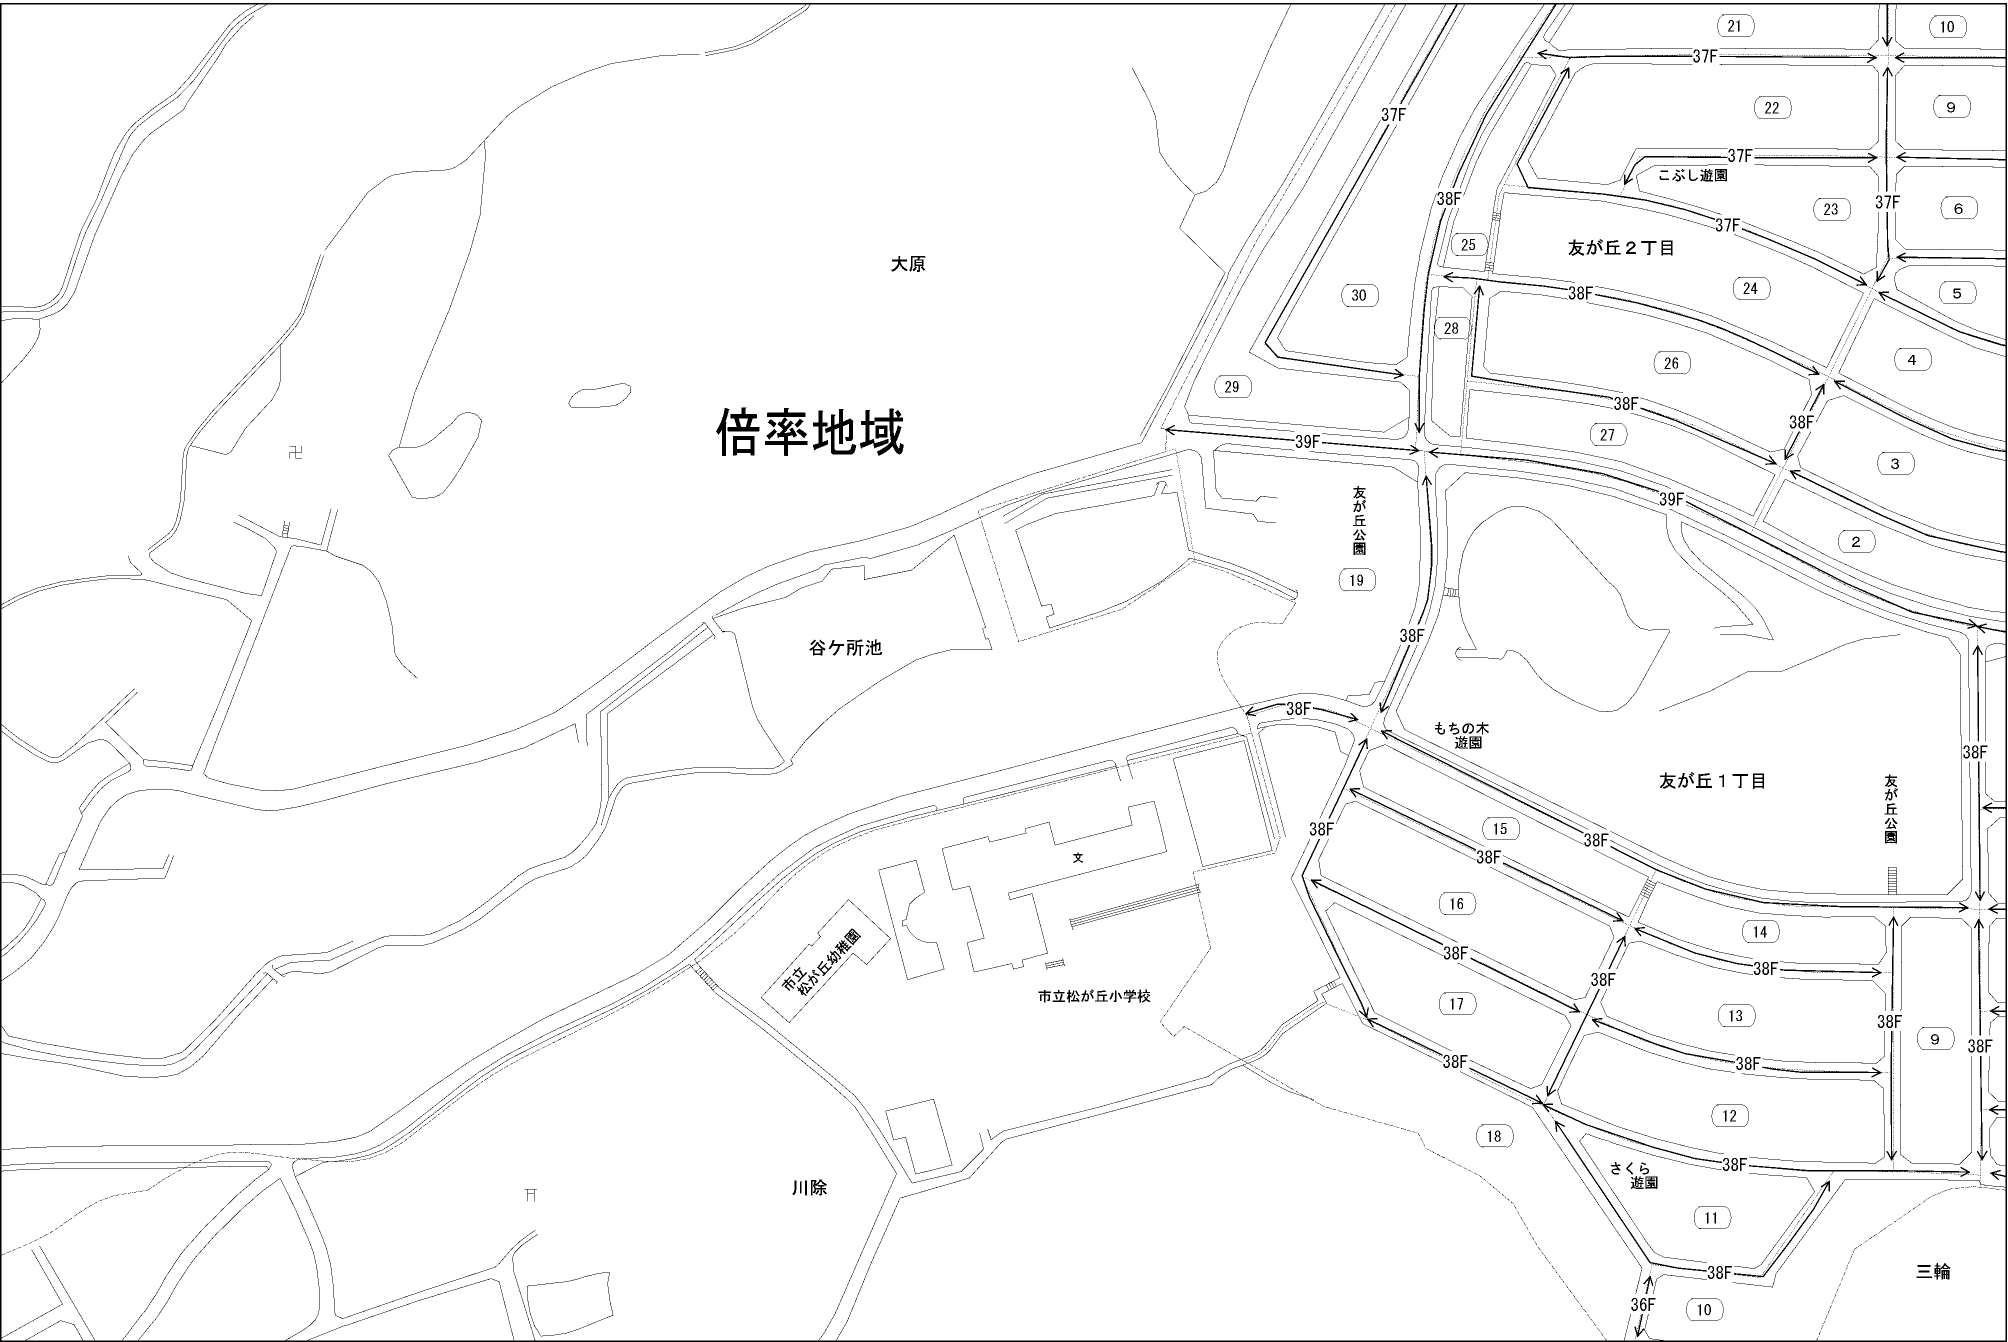 21
10
37F
22
9
37F
37F
こぶし遊園
38F
23
37F
6
37F
25
友が丘２丁目
大原
24
5
38F
30
28
26
4
29
38F
倍率地域
38F
27
39F
3
卍
友が丘公園
39F
2
19
38F
谷ケ所池
38F
もちの木
遊園
38F
友が丘１丁目
友が丘公園
38F
15
38F
38F
文
16
14
市立
松が丘幼稚園
38F
38F
38F
市立松が丘小学校
17
13
38F
9
38F
38F
38F
12
18
38F
さくら
遊園
川除
11
三輪
38F
36F
10